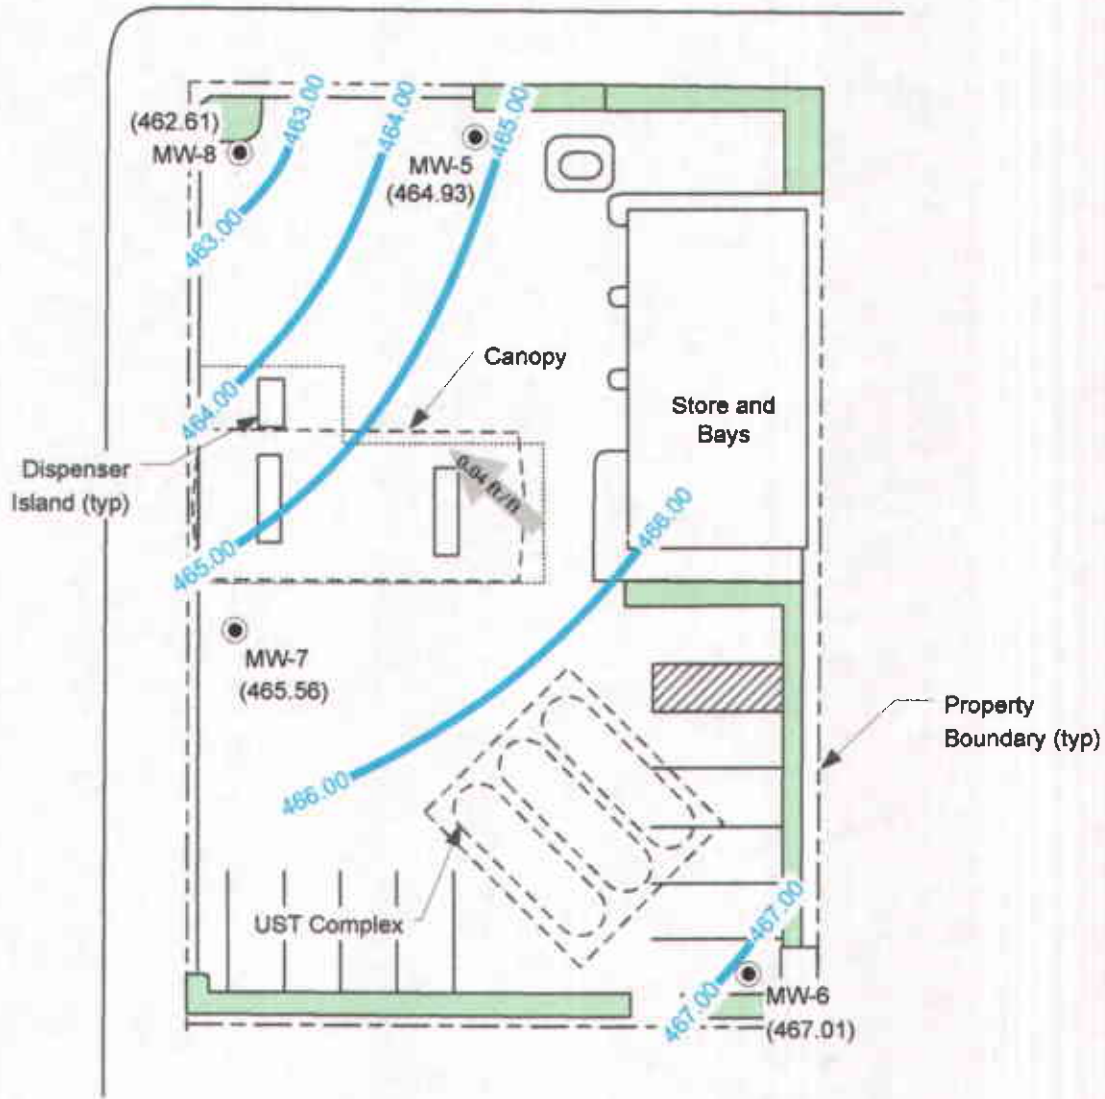 463.00
464.00
465.00
(462.61)
MW-8
MW-5
(464.93)
463.00
Canopy
464.00
Store and
Bays
Dispenser
Island (typ)
0.04 ft/ft
466.00
465.00
MW-7
(465.56)
Property
Boundary (typ)
466.00
467.00
UST Complex
467.00
MW-6
(467.01)